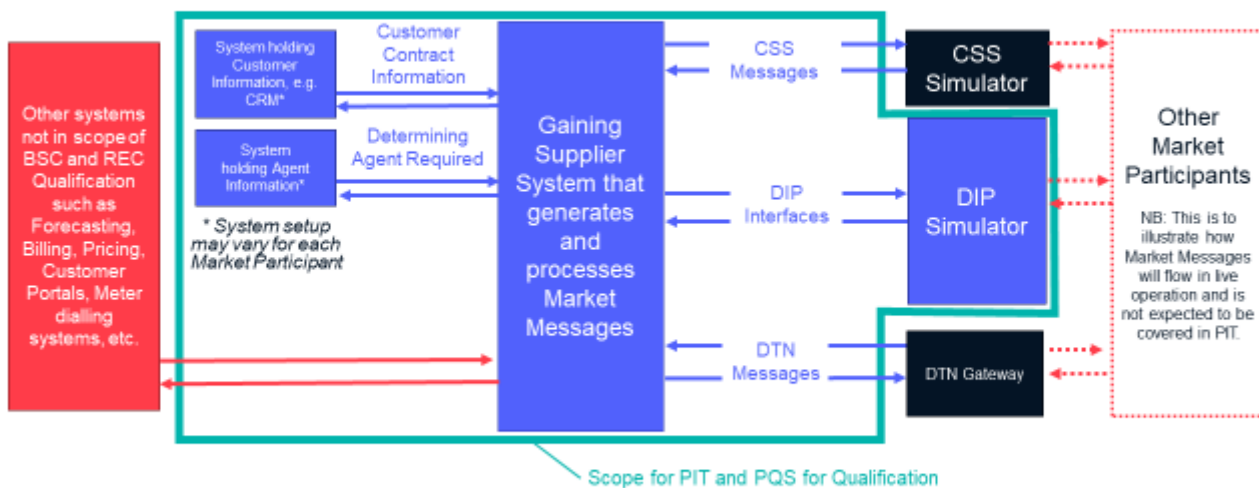 Other systems
not in scope of
BSC and REC
Qualification
such as
Forecasting,
Billing, Pricing,
Customer
Portals, Meter
dialling
systems, etc.
System holding
Customer
Information, e.g.
CRM*
System
holding Agent
Information*
* System setup
may vary for each
Market Participant
Customer
Contract
Information
Determining
Agent Required
Gaining
Supplier
System that
generates
and
processes
Market
Messages
CSS
Messages
DIP
Interfaces
DTN
Messages
CSS
Simulator
DIP
Simulator
DTN Gateway
Other
Market
Participants
NB: This is to
illustrate how
Market Messages
will flow in live
operation and is
not expected to be
covered in PIT.
Scope for PIT and PQS for Qualification